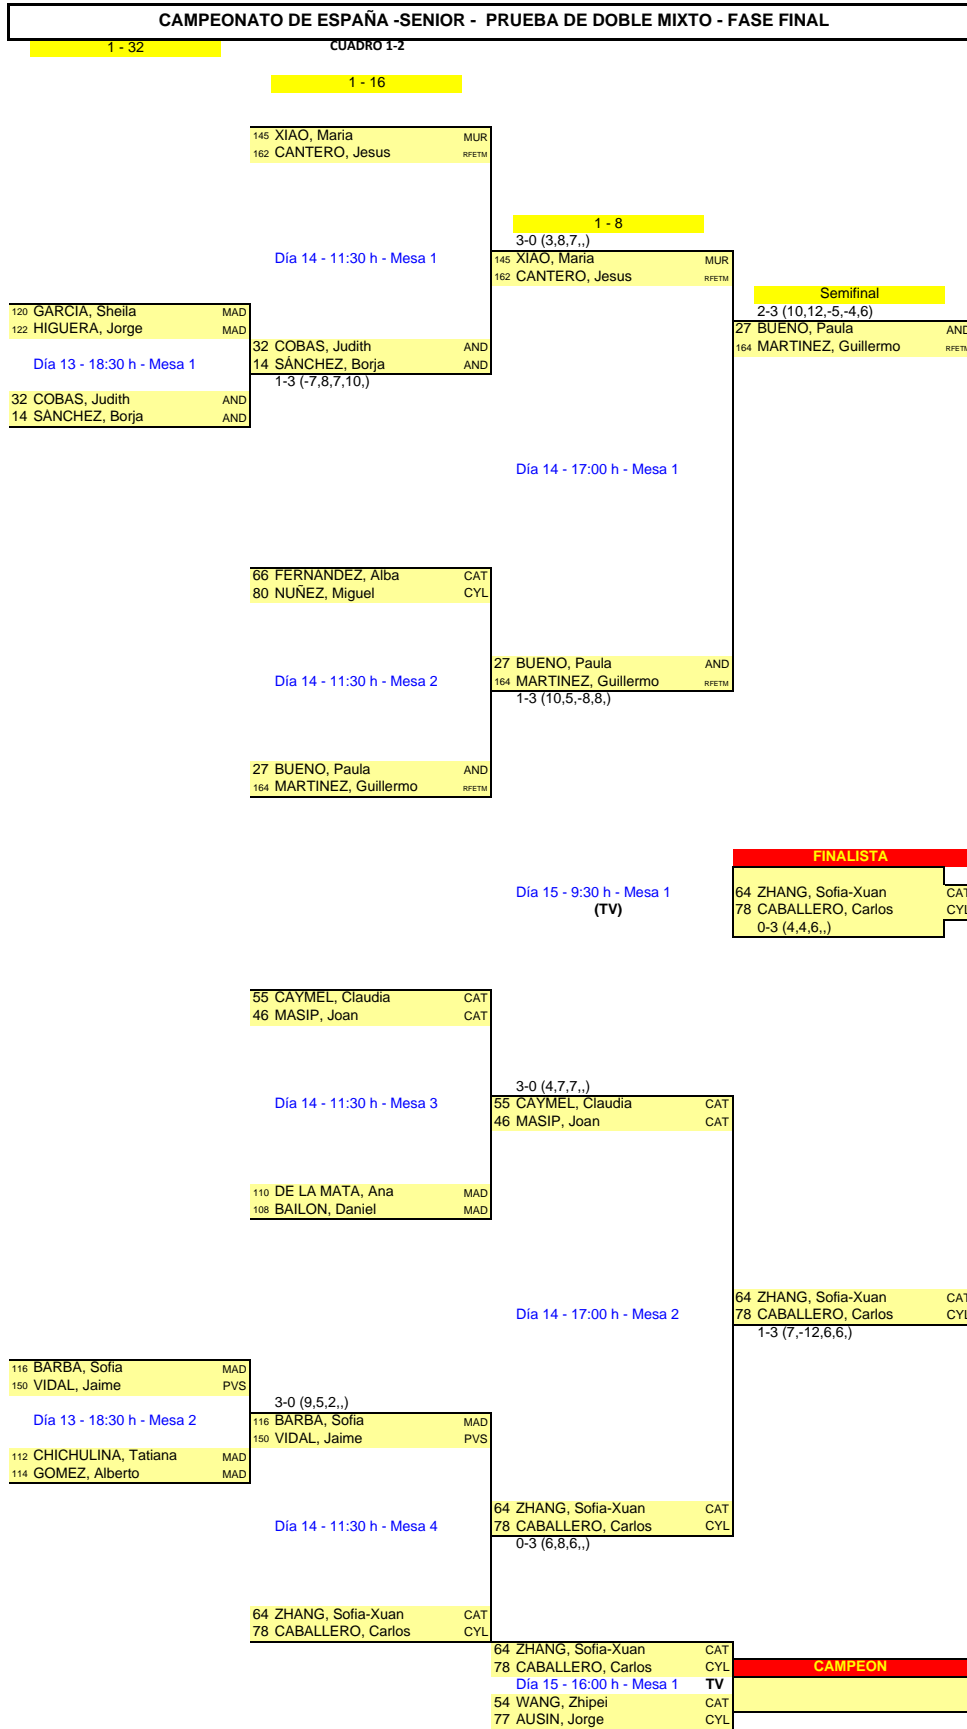 CAMPEONATO DE ESPAÑA -SENIOR - PRUEBA DE DOBLE MIXTO - FASE FINAL
1 - 32
CUADRO 1-2
1 - 16
145 XIAO, Maria MUR
162 CANTERO, Jesus RFETM
1 - 8
3-0 (3,8,7,,)
Día 14 - 11:30 h - Mesa 1
145 XIAO, Maria MUR
162 CANTERO, Jesus RFETM
Semifinal
2-3 (10,12,-5,-4,6)
120 GARCIA, Sheila MAD
122 HIGUERA, Jorge MAD
27 BUENO, Paula AND
164 MARTINEZ, Guillermo RFETM
32 COBAS, Judith AND
14 SÁNCHEZ, Borja AND
Día 13 - 18:30 h - Mesa 1
1-3 (-7,8,7,10,)
32 COBAS, Judith AND
14 SANCHEZ, Borja AND
Día 14 - 17:00 h - Mesa 1
66 FERNANDEZ, Alba CAT
80 NUÑEZ, Miguel CYL
27 BUENO, Paula AND
164 MARTINEZ, Guillermo RFETM
Día 14 - 11:30 h - Mesa 2
1-3 (10,5,-8,8,)
27 BUENO, Paula AND
164 MARTINEZ, Guillermo RFETM
FINALISTA
Día 15 - 9:30 h - Mesa 1
(TV)
64 ZHANG, Sofia-Xuan CAT
78 CABALLERO, Carlos CYL
0-3 (4,4,6,,)
55 CAYMEL, Claudia CAT
46 MASIP, Joan CAT
3-0 (4,7,7,,)
Día 14 - 11:30 h - Mesa 3
55 CAYMEL, Claudia CAT
46 MASIP, Joan CAT
110 DE LA MATA, Ana MAD
108 BAILON, Daniel MAD
Día 14 - 17:00 h - Mesa 2
64 ZHANG, Sofia-Xuan CAT
78 CABALLERO, Carlos CYL
1-3 (7,-12,6,6,)
116 BARBA, Sofia MAD
150 VIDAL, Jaime PVS
3-0 (9,5,2,,)
Día 13 - 18:30 h - Mesa 2
116 BARBA, Sofia MAD
150 VIDAL, Jaime PVS
112 CHICHULINA, Tatiana MAD
114 GOMEZ, Alberto MAD
64 ZHANG, Sofia-Xuan CAT
78 CABALLERO, Carlos CYL
Día 14 - 11:30 h - Mesa 4
0-3 (6,8,6,,)
64 ZHANG, Sofia-Xuan CAT
78 CABALLERO, Carlos CYL
64 ZHANG, Sofia-Xuan CAT
78 CABALLERO, Carlos CYL
CAMPEON
Día 15 - 16:00 h - Mesa 1 TV
54 WANG, Zhipei CAT
77 AUSIN, Jorge CYL